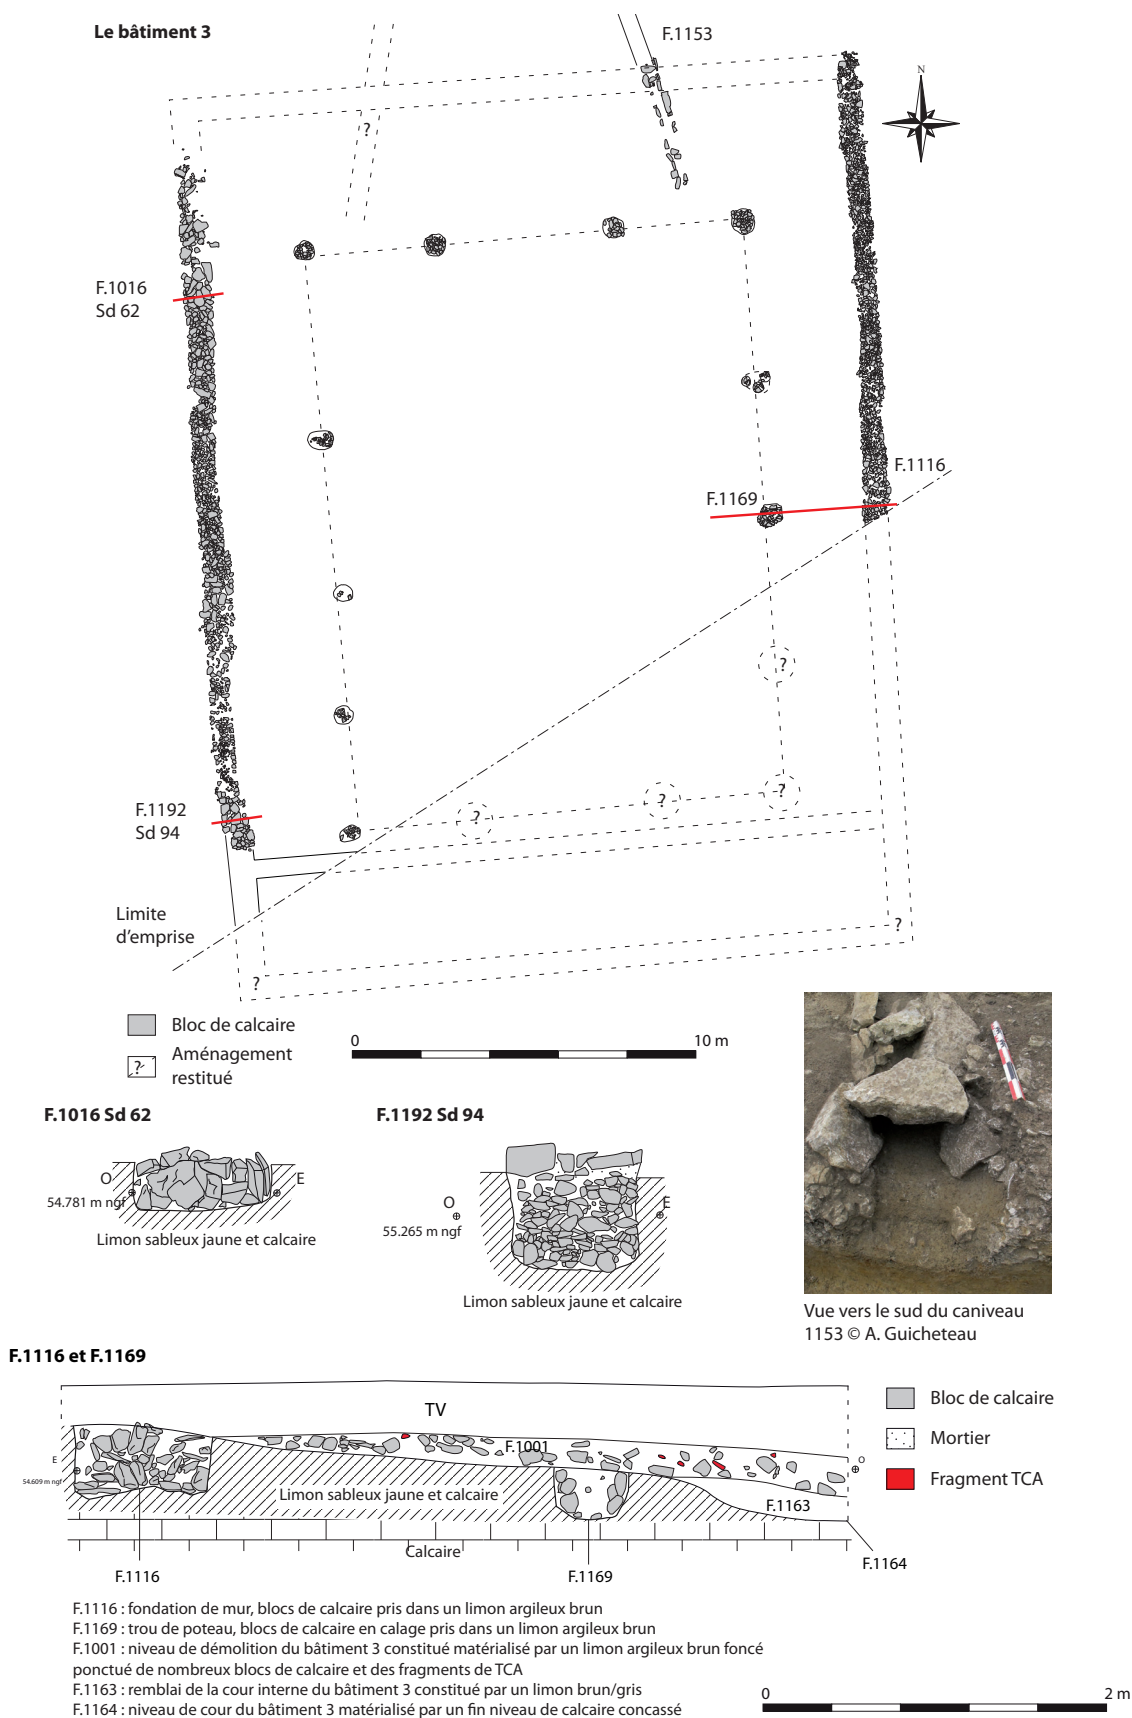 Le bâtiment 3
F.1153
N
?
F.1016
Sd 62
F.1116
F.1169
?
?
?
?
F.1192
Sd 94
Limite
d’emprise
?
?
Bloc de calcaire
?
Aménagement
restitué
0
10 m
F.1016 Sd 62
O
E
54.781 m ngf
Limon sableux jaune et calcaire
F.1192 Sd 94
O
E
55.265 m ngf
Limon sableux jaune et calcaire
Vue vers le sud du caniveau
1153 © A. Guicheteau
F.1116 et F.1169
TV
F.1001
E
54.609 m ngf
O
Limon sableux jaune et calcaire
F.1163
Calcaire
F.1164
F.1116
F.1169
Bloc de calcaire
Mortier
Fragment TCA
F.1116 : fondation de mur, blocs de calcaire pris dans un limon argileux brun
F.1169 : trou de poteau, blocs de calcaire en calage pris dans un limon argileux brun
F.1001 : niveau de démolition du bâtiment 3 constitué matérialisé par un limon argileux brun foncé
ponctué de nombreux blocs de calcaire et des fragments de TCA
F.1163 : remblai de la cour interne du bâtiment 3 constitué par un limon brun/gris
F.1164 : niveau de cour du bâtiment 3 matérialisé par un fin niveau de calcaire concassé
0
2 m